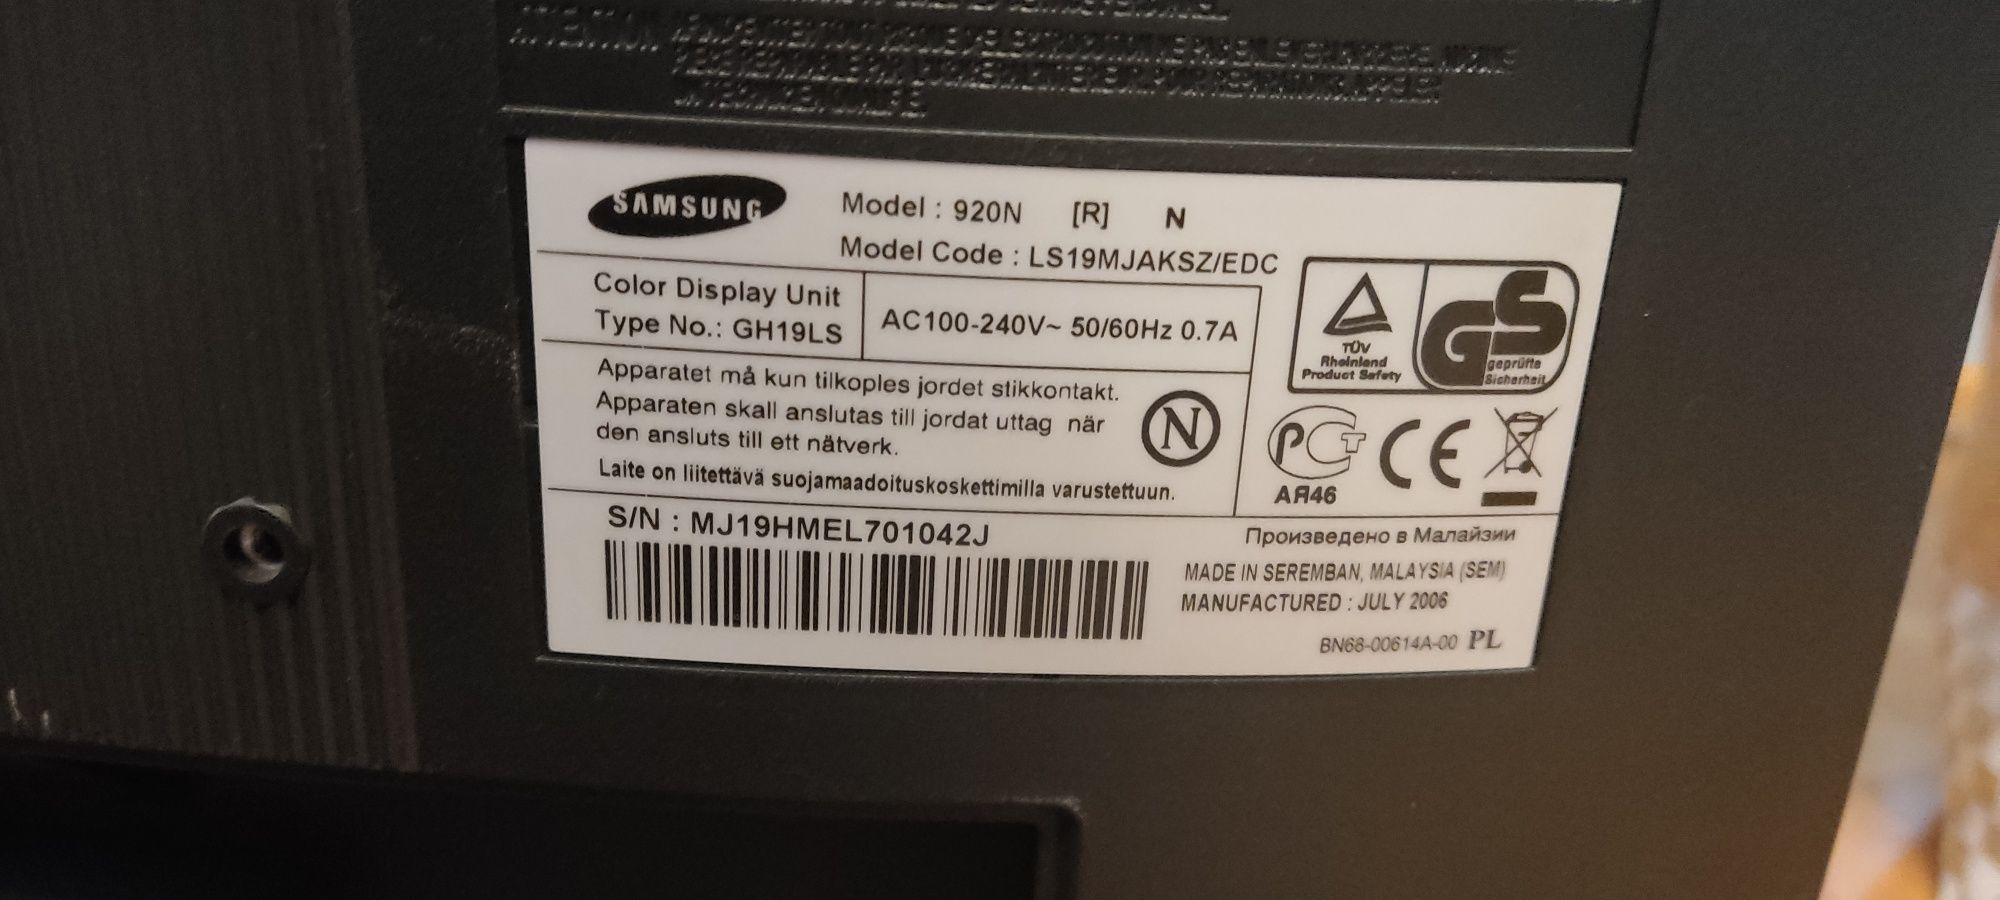 ATTENTION
SAMSUNG
Model : 920N [R] N
Model Code : LS19MJAKSZ/EDC
Color Display Unit
Type No.: GH19LS
AC100-240V~ 50/60Hz 0.7A
TÜV
Rheinland
Product Safety
GS
geprüfte
Sicherheit
Apparatet må kun tilkoples jordet stikkontakt.
Apparaten skall anslutas till jordat uttag när
den ansluts till ett nätverk.
Laite on liitettävä suojamaadoituskoskettimilla varustettuun.
N
РСТ
АЯ46
CE
S/N : MJ19HMEL701042J
Произведено в Малайзии
MADE IN SEREMBAN, MALAYSIA (SEM)
MANUFACTURED : JULY 2006
BN68-00614A-00 PL